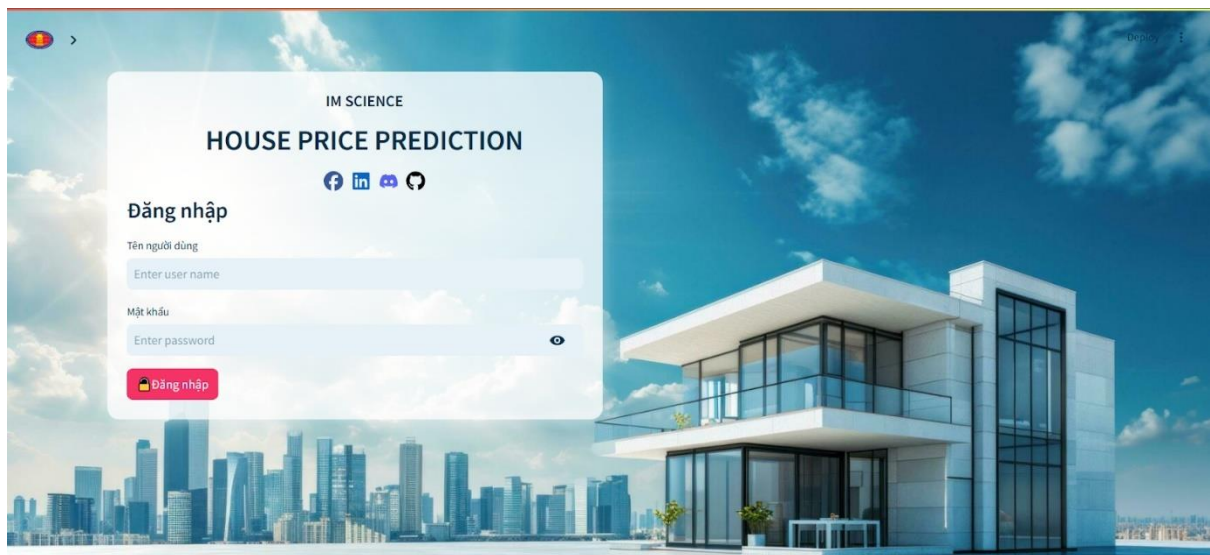 Deploy
IM SCIENCE
HOUSE PRICE PREDICTION
Đăng nhập
Tên người dùng
Enter user name
Mật khẩu
Enter password
Đăng nhập